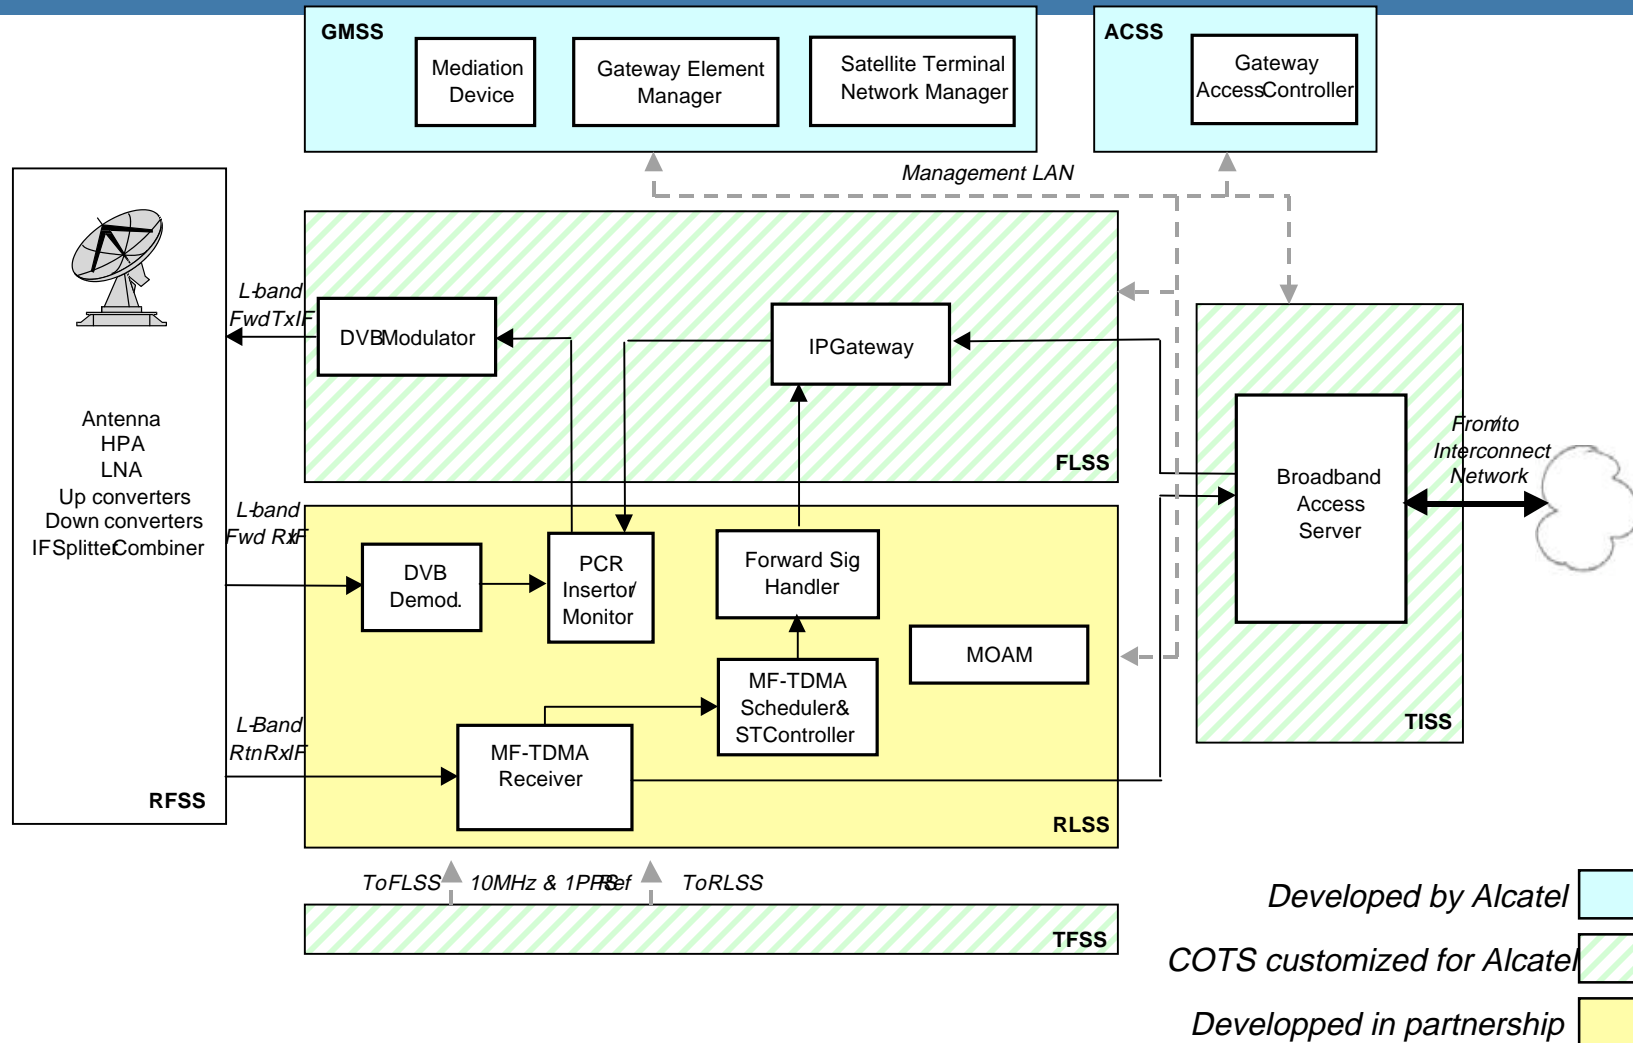 GMSS
Mediation
Device
Gateway Element
Manager
Satellite Terminal
Network Manager
ACSS
Gateway
AccessController
Management LAN
L-band
FwdTxIF
DVBModulator
IPGateway
FLSS
Antenna
HPA
LNA
Up converters
Down converters
IFSplitterCombiner
RFSS
L-band
Fwd RxIF
DVB
Demod.
PCR
Insertor/
Monitor
Forward Sig
Handler
MOAM
MF-TDMA
Scheduler&
STController
L-Band
RtnRxIF
MF-TDMA
Receiver
RLSS
Broadband
Access
Server
TISS
From/to
Interconnect
Network
ToFLSS
10MHz & 1PPSRef
ToRLSS
TFSS
Developed by Alcatel
COTS customized for Alcatel
Developped in partnership